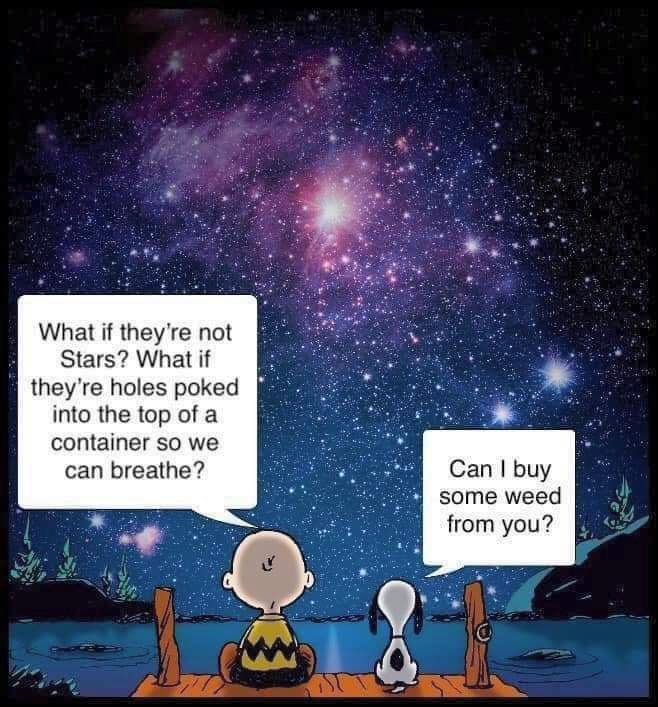 What if they're not
Stars? What if
they're holes poked
into the top of a
container so we
can breathe?
Can I buy
some weed
from you?